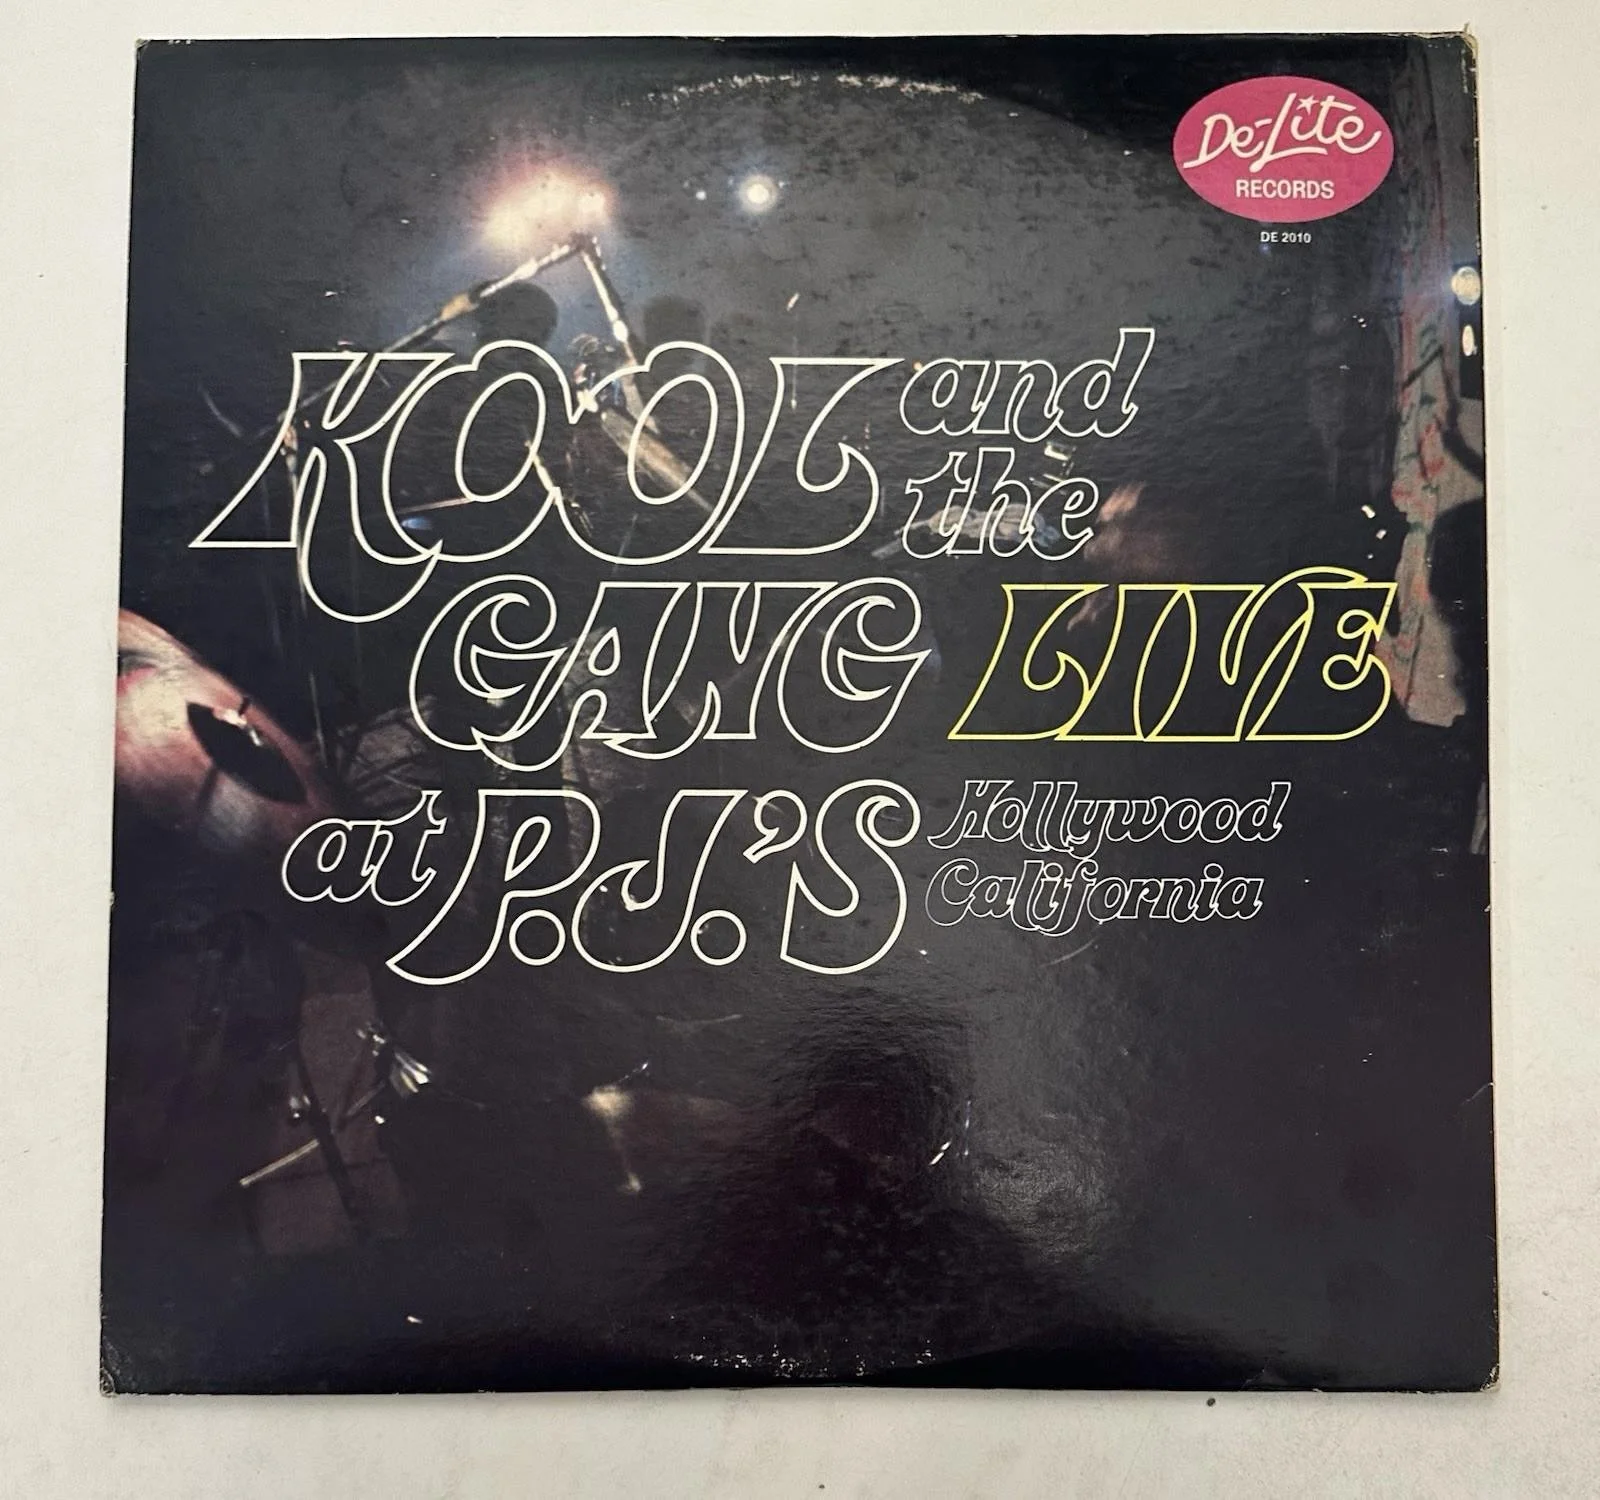 De-Lite
RECORDS
DE 2010
KOOL and
the
GANG LIVE
at P.J.'S Hollywood
California